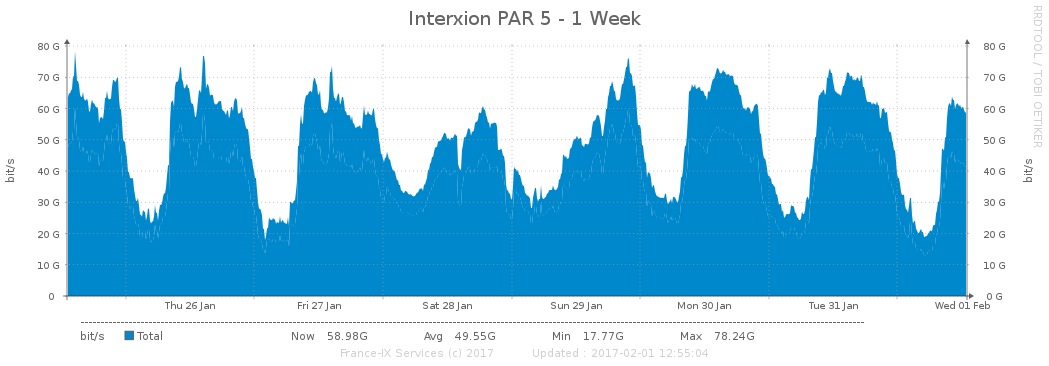 Interxion PAR 5 - 1 Week
RRDTOOL / TOBI OETIKER
bit/s
80 G 80 G
70 G 70 G
60 G 60 G
50 G 50 G
40 G 40 G
30 G 30 G
20 G 20 G
10 G 10 G
0 0 G
bit/s
Thu 26 Jan Fri 27 Jan Sat 28 Jan Sun 29 Jan Mon 30 Jan Tue 31 Jan Wed 01 Feb
bit/s Total Now 58.98G Avg 49.55G Min 17.77G Max 78.24G
France-IX Services (c) 2017 Updated : 2017-02-01 12:55:04